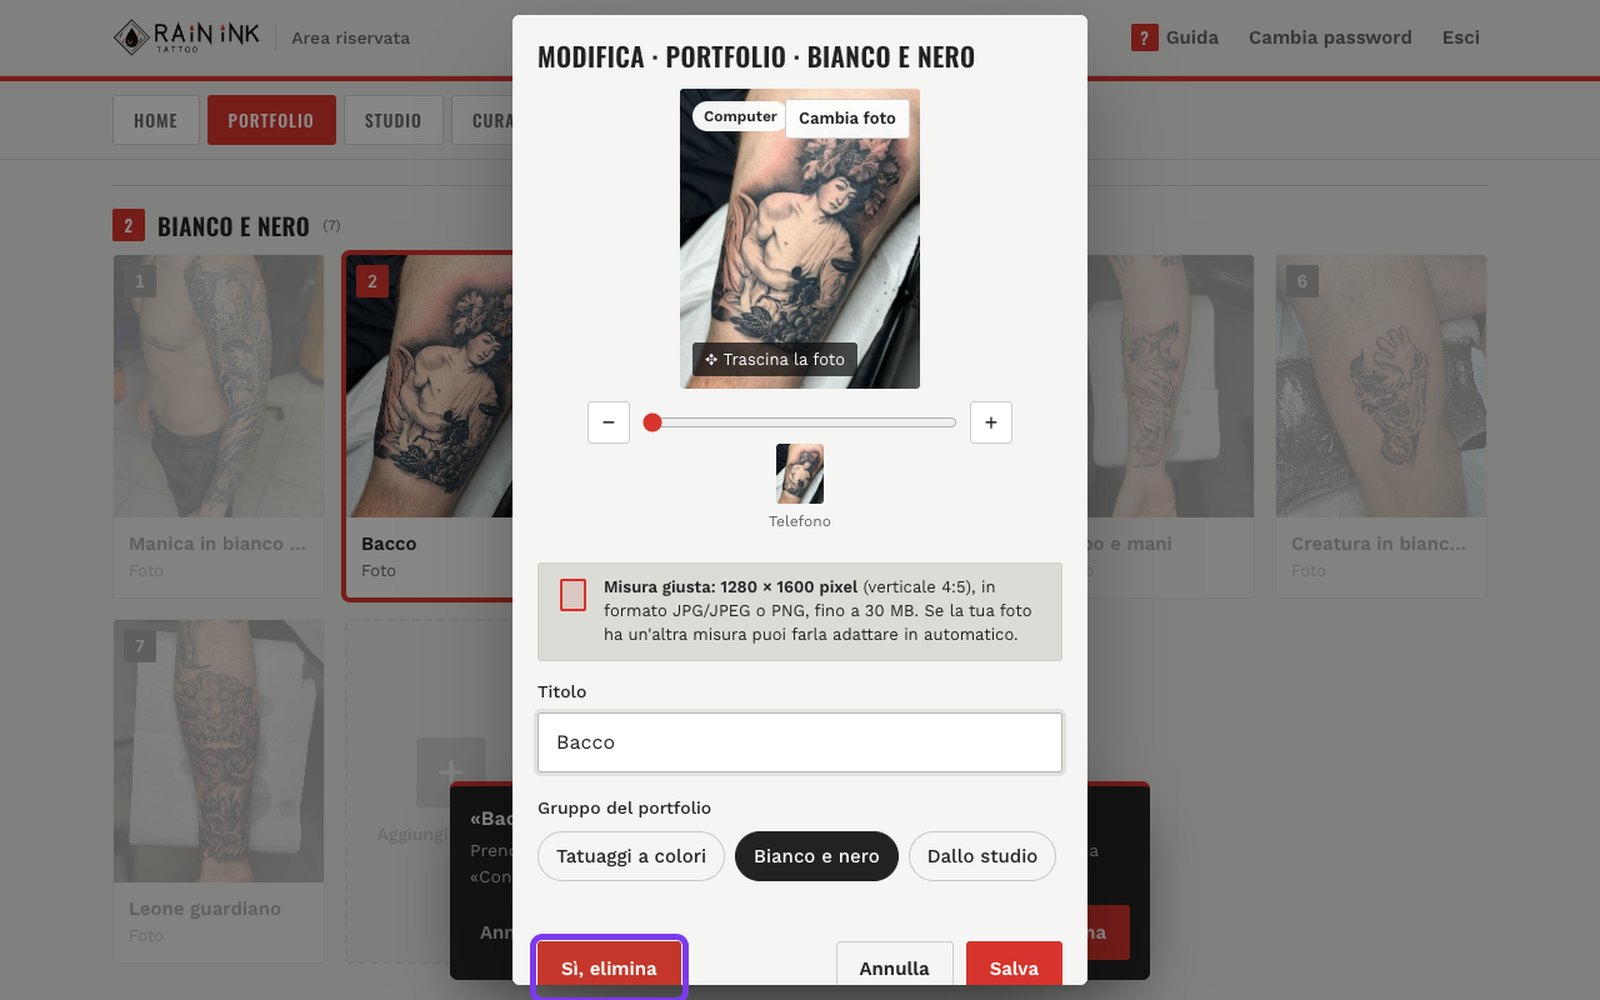 RAIN INK
TATTOO
Area riservata
? Guida
Cambia password
Esci
HOME
PORTFOLIO
STUDIO
CURA
2 BIANCO E NERO (7)
1
2
6
Manica in bianco ...
Foto
Bacco
Foto
o e mani
Creatura in bianc...
Foto
7
Leone guardiano
Foto
+
Aggiungi
«Bac
Pren
«Con
Ann
a
na
MODIFICA · PORTFOLIO · BIANCO E NERO
Computer
Cambia foto
Trascina la foto
−
+
Telefono
Misura giusta: 1280 × 1600 pixel (verticale 4:5), in
formato JPG/JPEG o PNG, fino a 30 MB. Se la tua foto
ha un'altra misura puoi farla adattare in automatico.
Titolo
Bacco
Gruppo del portfolio
Tatuaggi a colori
Bianco e nero
Dallo studio
Sì, elimina
Annulla
Salva